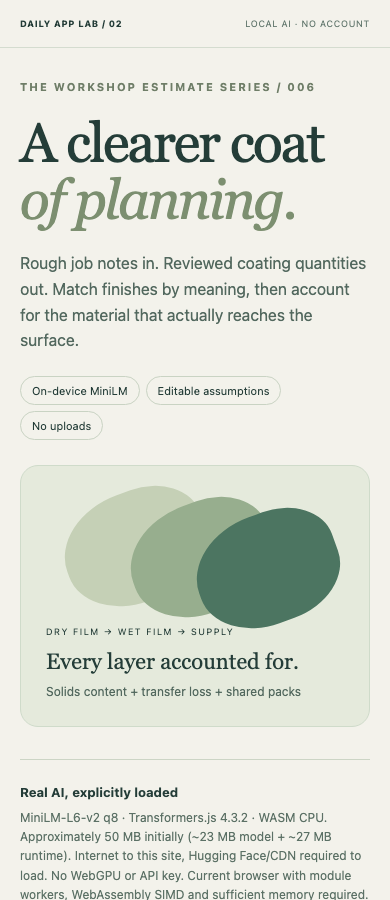 DAILY APP LAB / 02
LOCAL AI · NO ACCOUNT
THE WORKSHOP ESTIMATE SERIES / 006
A clearer coat
of planning.
Rough job notes in. Reviewed coating quantities
out. Match finishes by meaning, then account
for the material that actually reaches the
surface.
On-device MiniLM
Editable assumptions
No uploads
DRY FILM → WET FILM → SUPPLY
Every layer accounted for.
Solids content + transfer loss + shared packs
Real AI, explicitly loaded
MiniLM-L6-v2 q8 · Transformers.js 4.3.2 · WASM CPU.
Approximately 50 MB initially (~23 MB model + ~27 MB
runtime). Internet to this site, Hugging Face/CDN required to
load. No WebGPU or API key. Current browser with module
workers, WebAssembly SIMD and sufficient memory required.